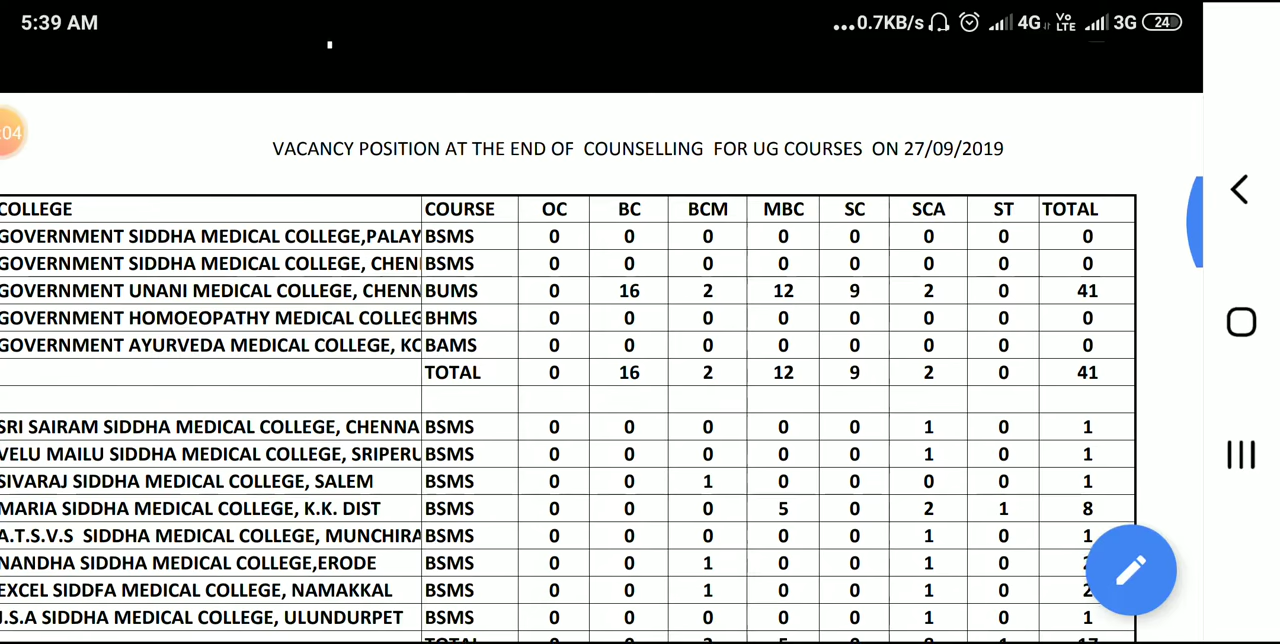 5:39 AM ...0.7KB/s 4G Vo LTE 3G 24
:04
VACANCY POSITION AT THE END OF COUNSELLING FOR UG COURSES ON 27/09/2019
COLLEGE COURSE OC BC BCM MBC SC SCA ST TOTAL
GOVERNMENT SIDDHA MEDICAL COLLEGE,PALAY BSMS 0 0 0 0 0 0 0 0
GOVERNMENT SIDDHA MEDICAL COLLEGE, CHEN BSMS 0 0 0 0 0 0 0 0
GOVERNMENT UNANI MEDICAL COLLEGE, CHENN BUMS 0 16 2 12 9 2 0 41
GOVERNMENT HOMOEOPATHY MEDICAL COLLEG BHMS 0 0 0 0 0 0 0 0
GOVERNMENT AYURVEDA MEDICAL COLLEGE, KO BAMS 0 0 0 0 0 0 0 0
TOTAL 0 16 2 12 9 2 0 41
SRI SAIRAM SIDDHA MEDICAL COLLEGE, CHENNA BSMS 0 0 0 0 0 1 0 1
VELU MAILU SIDDHA MEDICAL COLLEGE, SRIPERU BSMS 0 0 0 0 0 1 0 1
SIVARAJ SIDDHA MEDICAL COLLEGE, SALEM BSMS 0 0 1 0 0 0 0 1
MARIA SIDDHA MEDICAL COLLEGE, K.K. DIST BSMS 0 0 0 5 0 2 1 8
A.T.S.V.S SIDDHA MEDICAL COLLEGE, MUNCHIRA BSMS 0 0 0 0 0 1 0 1
NANDHA SIDDHA MEDICAL COLLEGE,ERODE BSMS 0 0 1 0 0 1 0 2
EXCEL SIDDFA MEDICAL COLLEGE, NAMAKKAL BSMS 0 0 1 0 0 1 0 2
J.S.A SIDDHA MEDICAL COLLEGE, ULUNDURPET BSMS 0 0 0 0 0 1 0 1